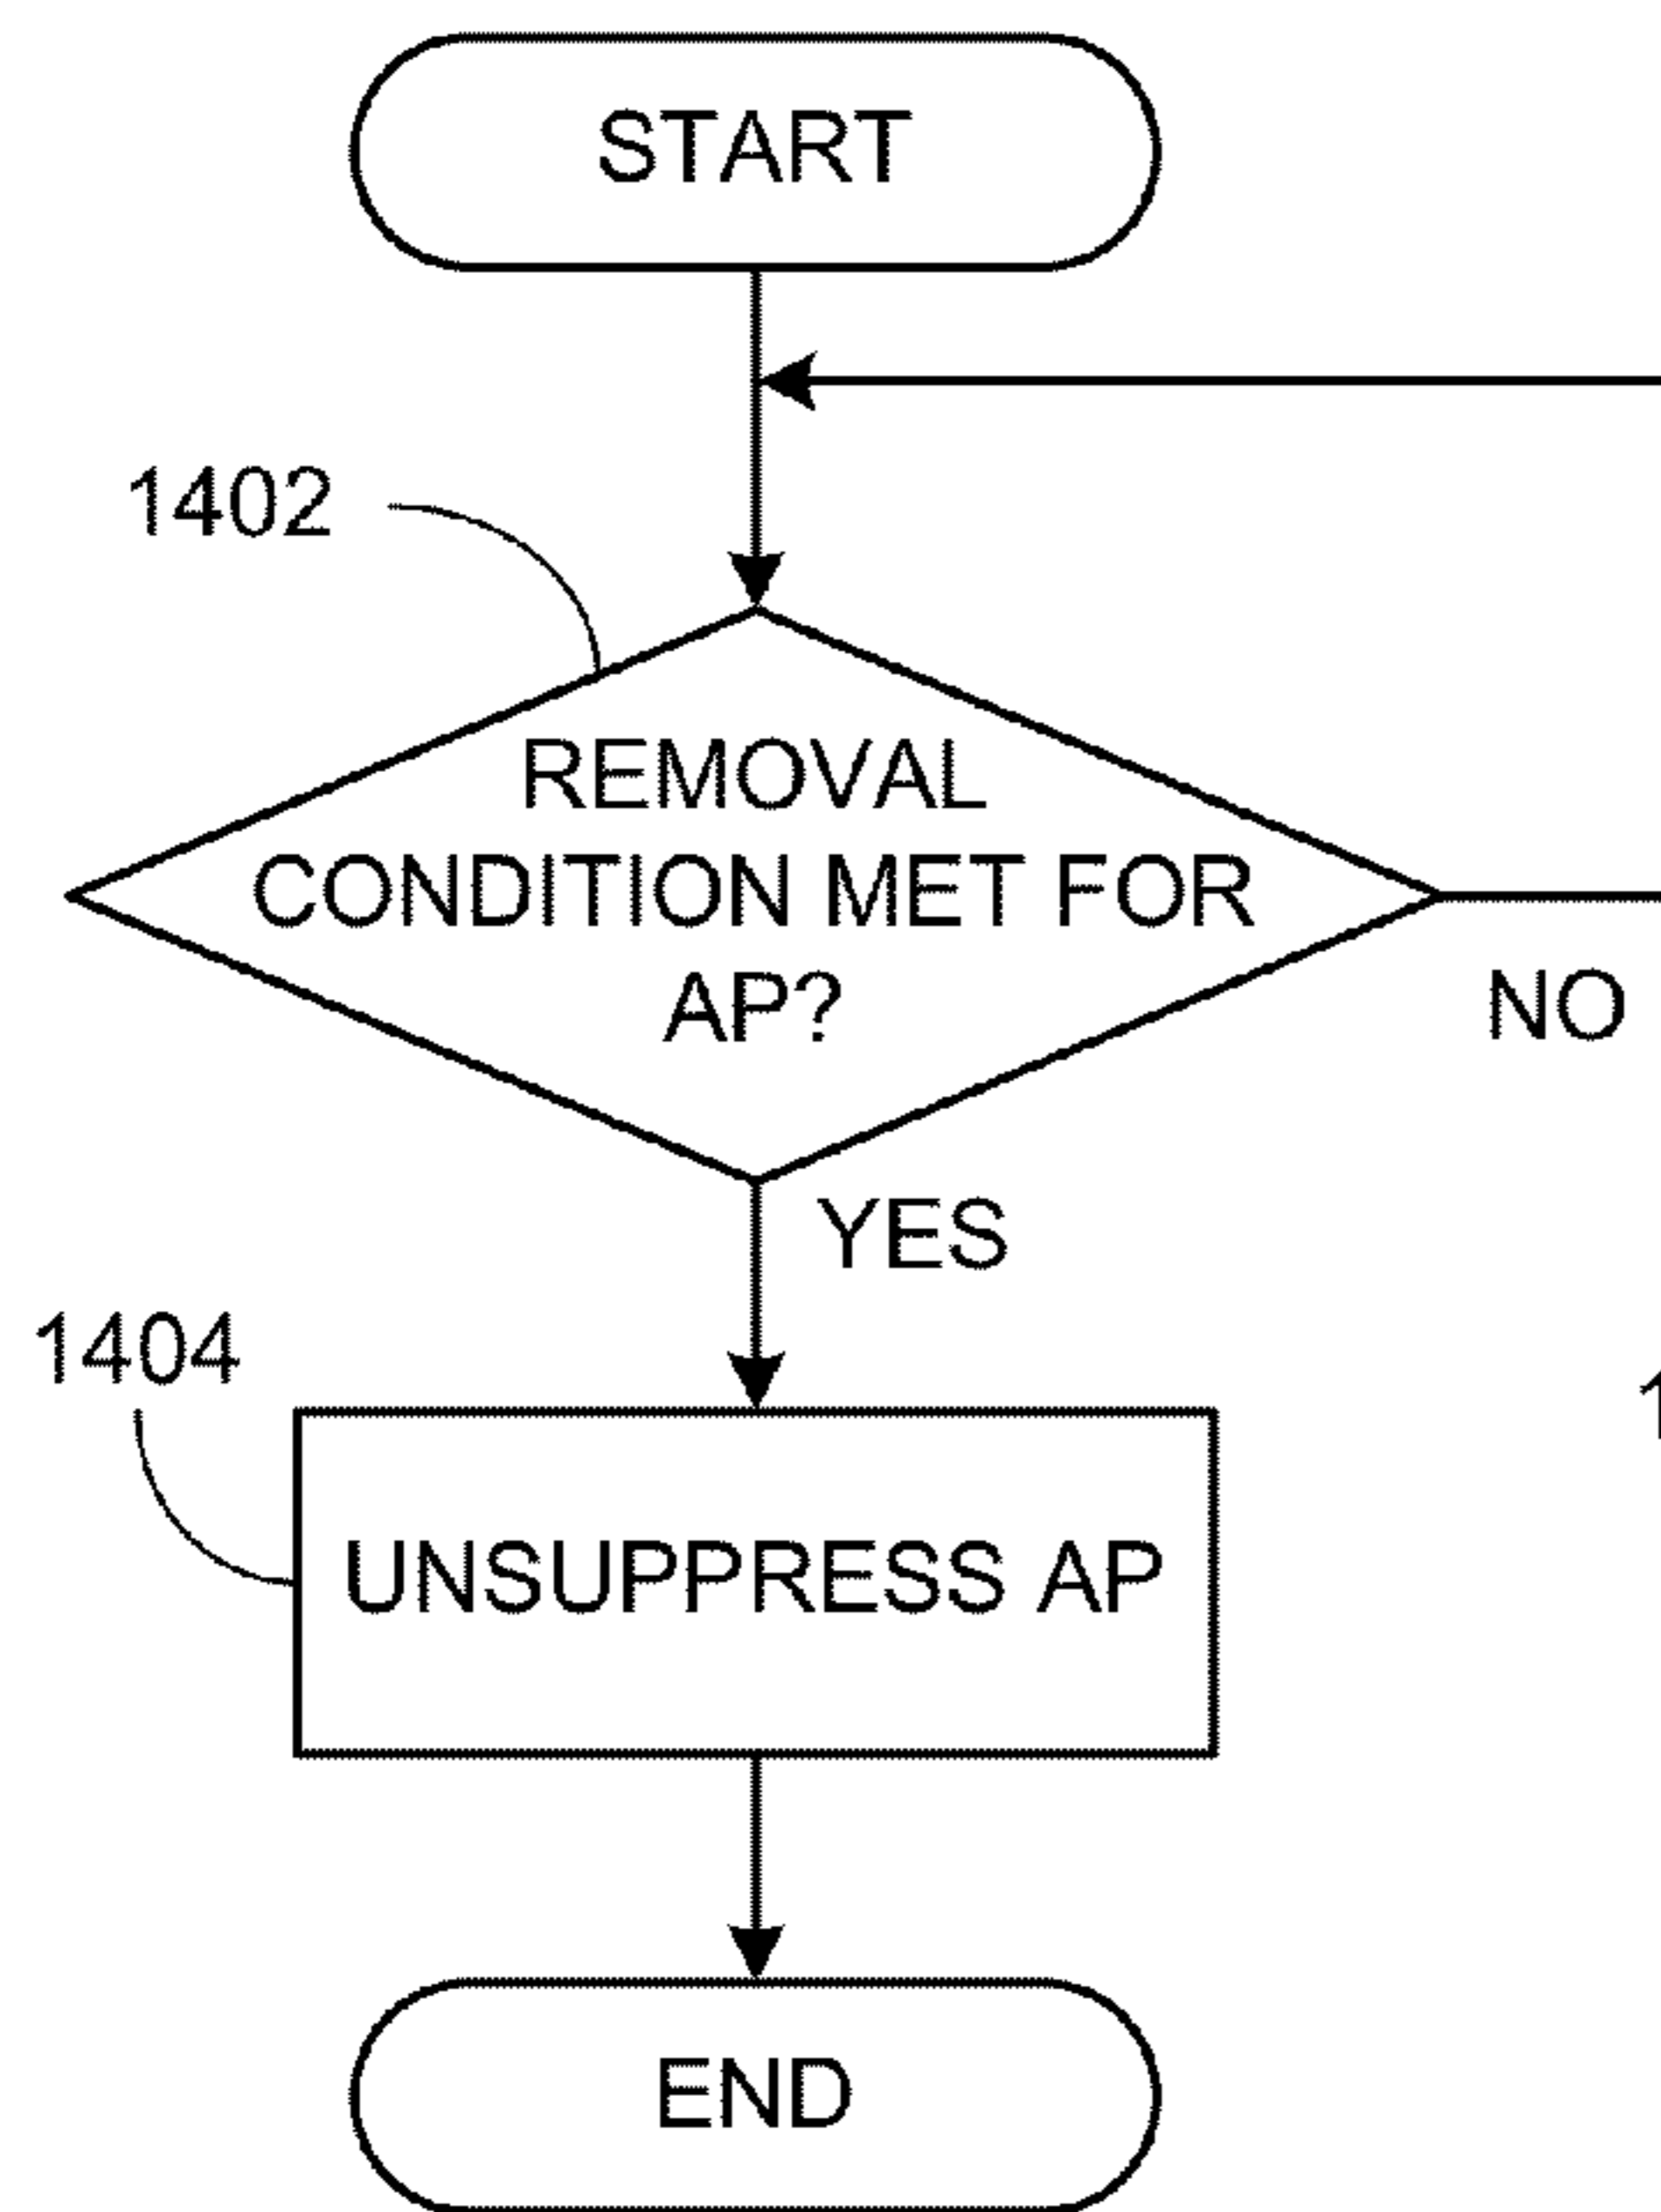 START
1402
REMOVAL
CONDITION MET FOR
AP?
NO
YES
1404
UNSUPPRESS AP
END